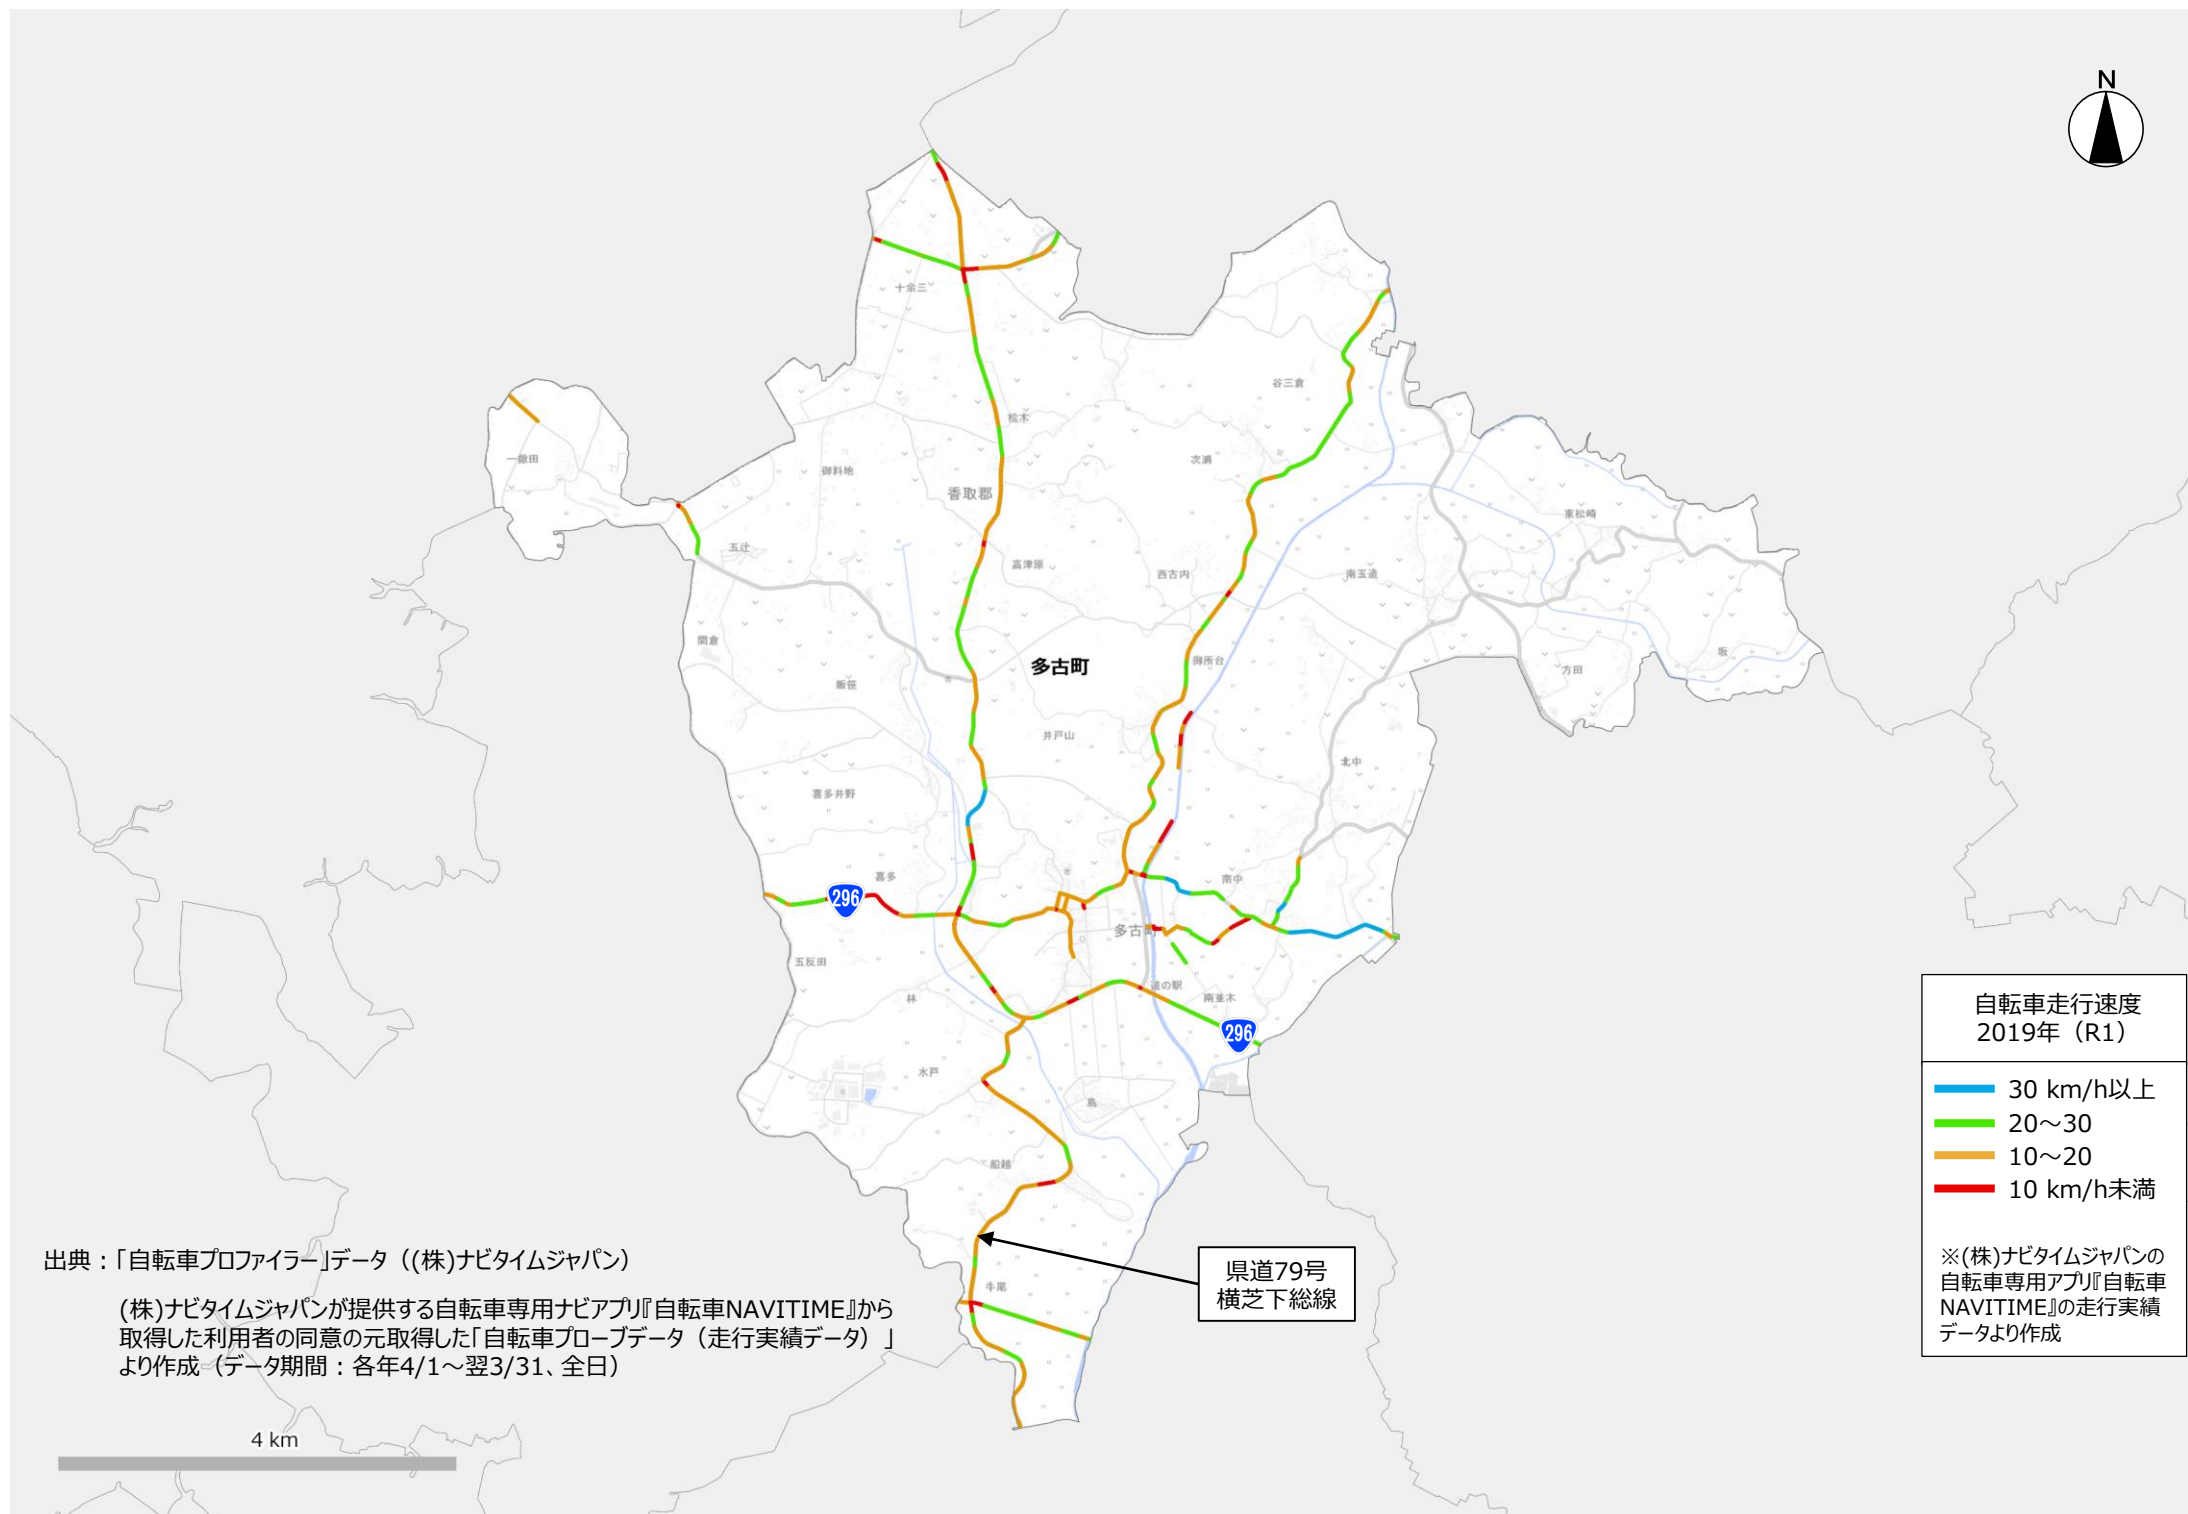 N
十余三
谷三倉
桧木
一鍬田
御料地
次浦
香取郡
東松崎
五辻
高津原
西古内
南玉造
間倉
多古町
御所台
坂
飯笹
方田
井戸山
北中
喜多井野
喜多
南中
296
多古町
五反田
道の駅
林
南並木
296
水戸
島
船越
牛尾
県道79号
横芝下総線
自転車走行速度
2019年（R1）
30 km/h以上
20～30
10～20
10 km/h未満
※(株)ナビタイムジャパンの
自転車専用アプリ『自転車
NAVITIME』の走行実績
データより作成
出典：「自転車プロファイラー」データ（(株)ナビタイムジャパン）
(株)ナビタイムジャパンが提供する自転車専用ナビアプリ『自転車NAVITIME』から
取得した利用者の同意の元取得した「自転車プローブデータ（走行実績データ）」
より作成（データ期間：各年4/1～翌3/31、全日）
4 km